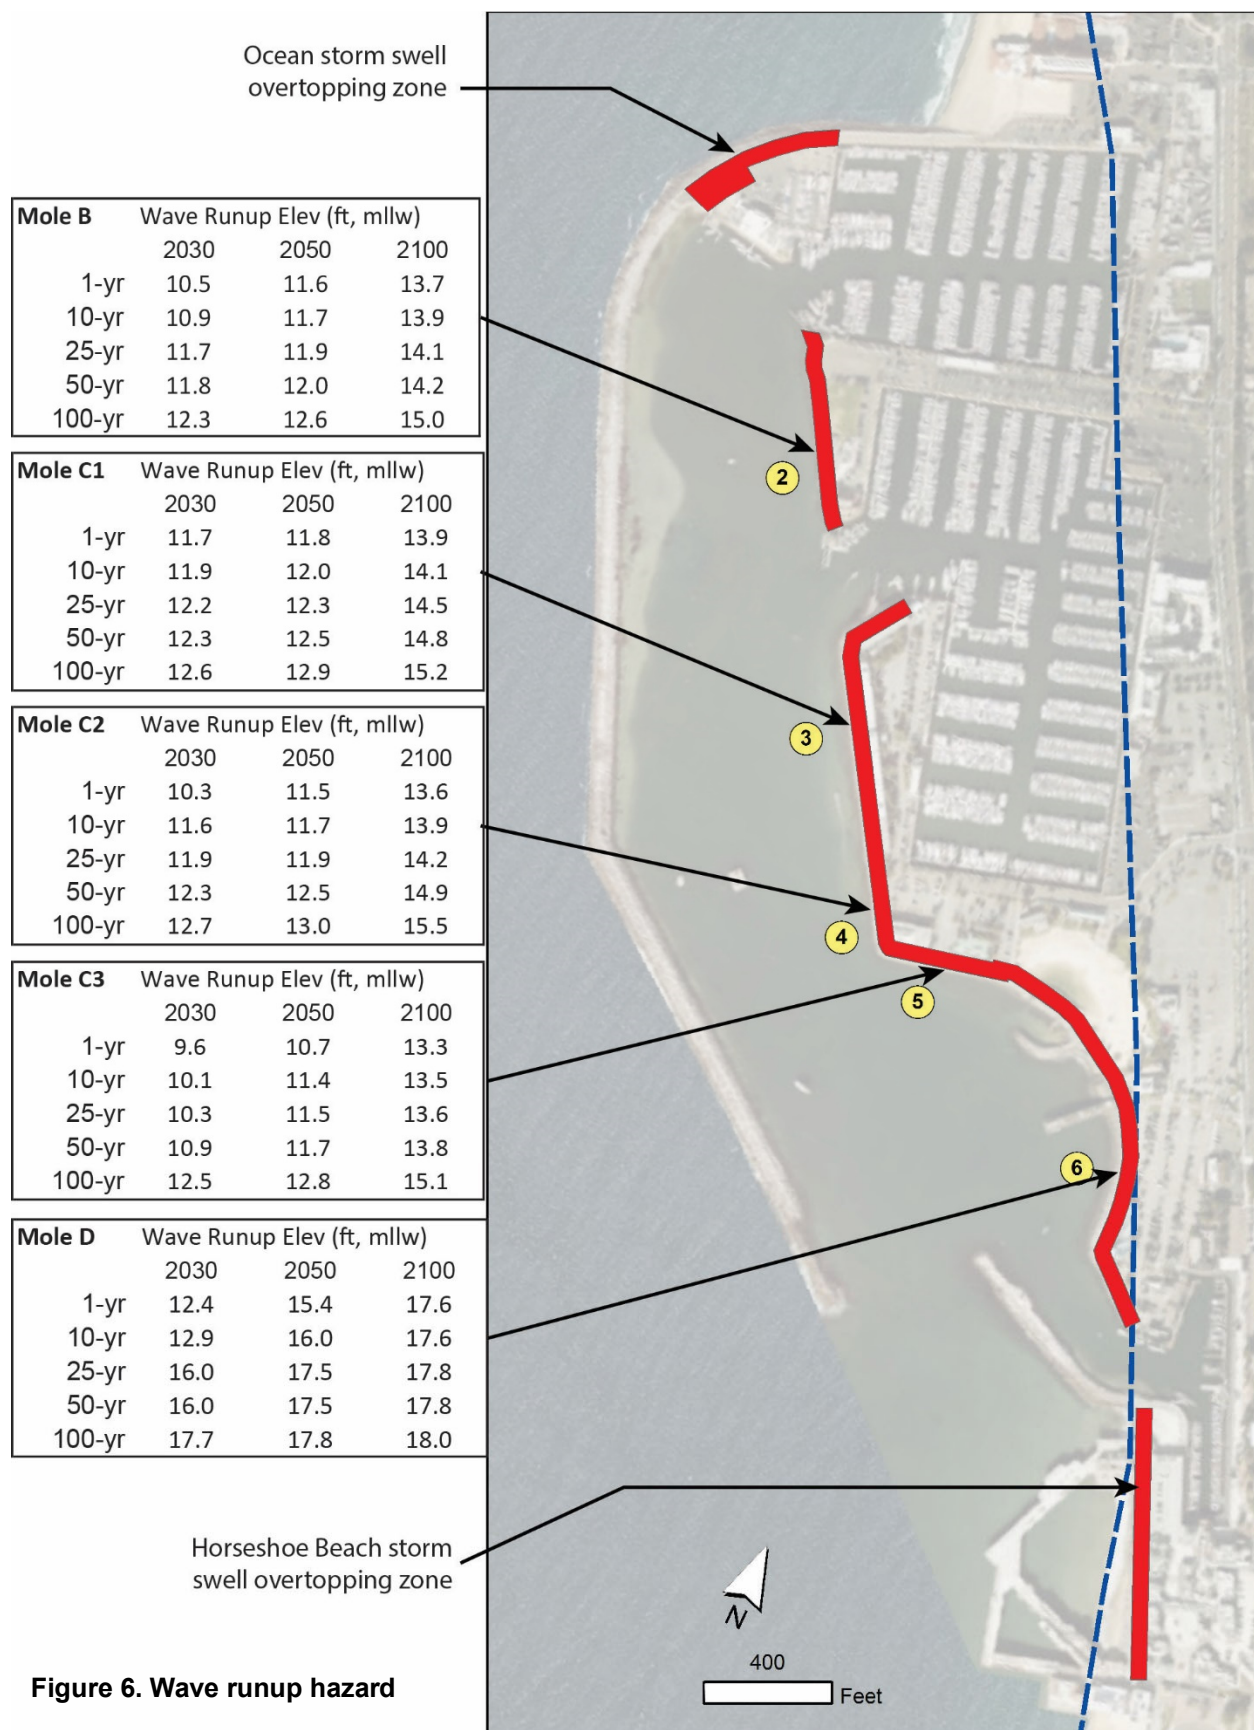 Ocean storm swell
overtopping zone
Mole B Wave Runup Elev (ft, mllw)
2030 2050 2100
1-yr 10.5 11.6 13.7
10-yr 10.9 11.7 13.9
25-yr 11.7 11.9 14.1
50-yr 11.8 12.0 14.2
100-yr 12.3 12.6 15.0
2
Mole C1 Wave Runup Elev (ft, mllw)
2030 2050 2100
1-yr 11.7 11.8 13.9
10-yr 11.9 12.0 14.1
25-yr 12.2 12.3 14.5
50-yr 12.3 12.5 14.8
100-yr 12.6 12.9 15.2
3
Mole C2 Wave Runup Elev (ft, mllw)
2030 2050 2100
1-yr 10.3 11.5 13.6
10-yr 11.6 11.7 13.9
25-yr 11.9 11.9 14.2
50-yr 12.3 12.5 14.9
100-yr 12.7 13.0 15.5
4
Mole C3 Wave Runup Elev (ft, mllw)
2030 2050 2100
1-yr 9.6 10.7 13.3
10-yr 10.1 11.4 13.5
25-yr 10.3 11.5 13.6
50-yr 10.9 11.7 13.8
100-yr 12.5 12.8 15.1
5
Mole D Wave Runup Elev (ft, mllw)
2030 2050 2100
1-yr 12.4 15.4 17.6
10-yr 12.9 16.0 17.6
25-yr 16.0 17.5 17.8
50-yr 16.0 17.5 17.8
100-yr 17.7 17.8 18.0
6
Horseshoe Beach storm
swell overtopping zone
N
400
Feet
Figure 6. Wave runup hazard